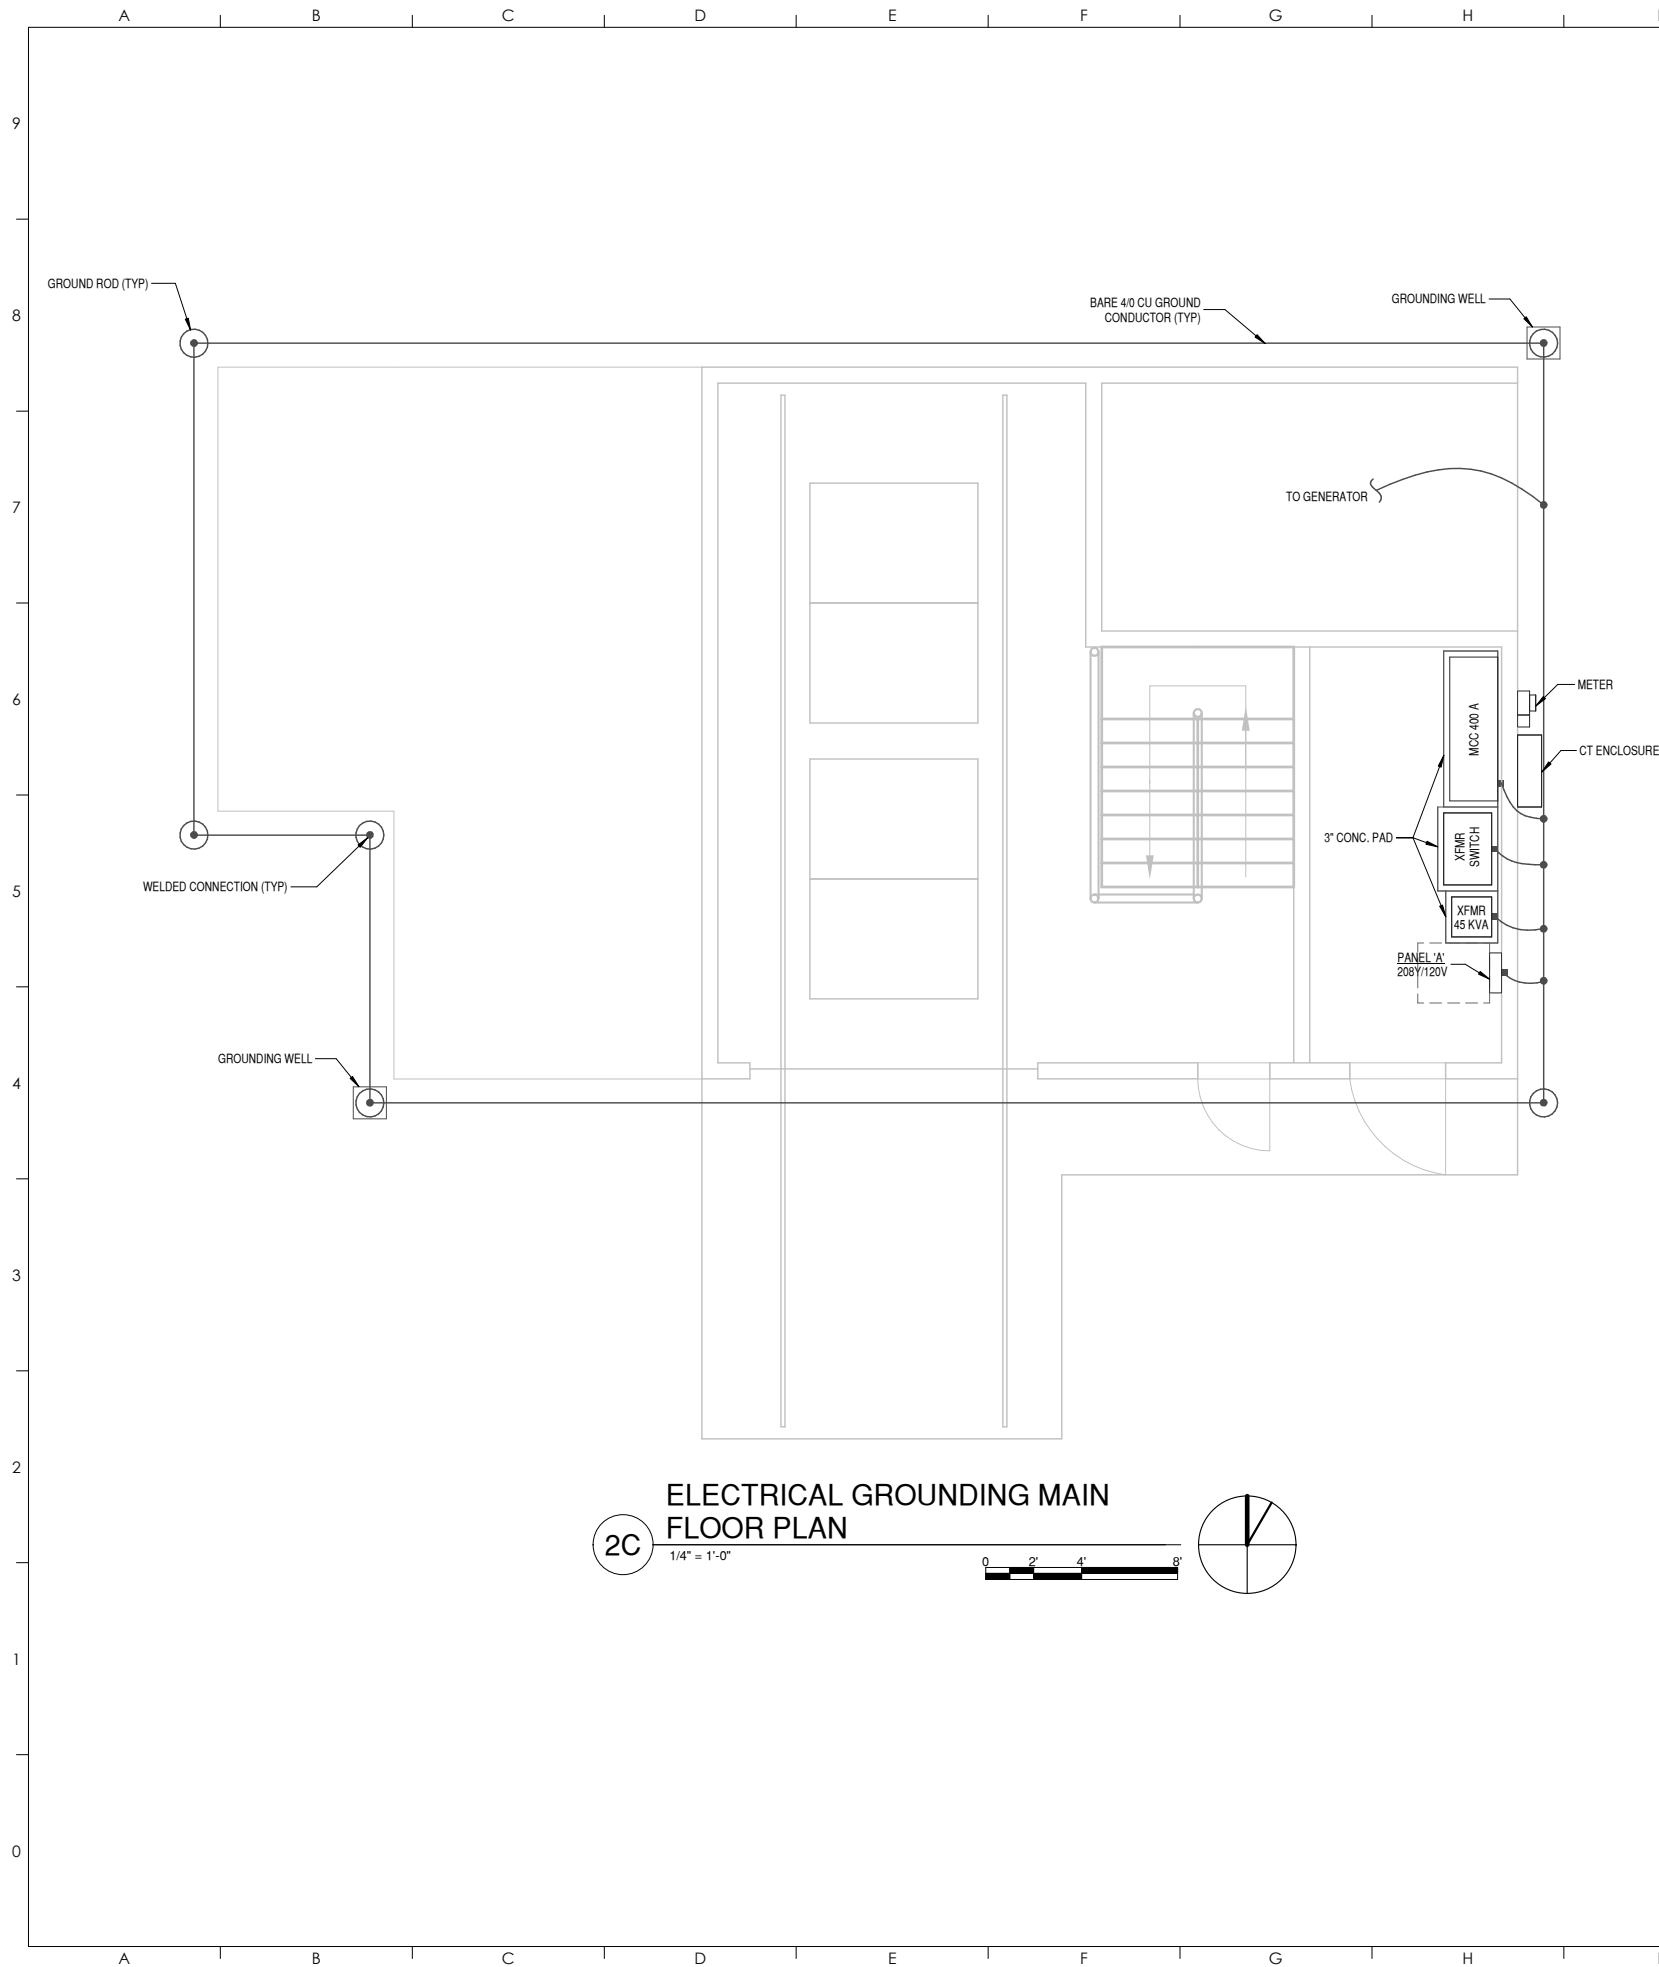 A B C D E F G H
9
GROUND ROD (TYP)
BARE 4/0 CU GROUND
CONDUCTOR (TYP)
GROUNDING WELL
8
TO GENERATOR
7
METER
6
MCC 400 A
CT ENCLOSURE
3" CONC. PAD
XFMR
SWITCH
WELDED CONNECTION (TYP)
5
XFMR
45 KVA
PANEL 'A'
208Y/120V
GROUNDING WELL
4
3
2
ELECTRICAL GROUNDING MAIN
FLOOR PLAN
2C
1/4" = 1'-0"
0 2' 4' 8'
1
0
A B C D E F G H